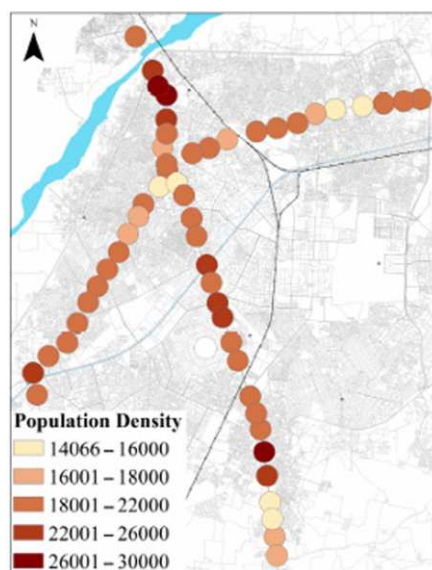 N
Population Density
14066 – 16000
16001 – 18000
18001 – 22000
22001 – 26000
26001 – 30000